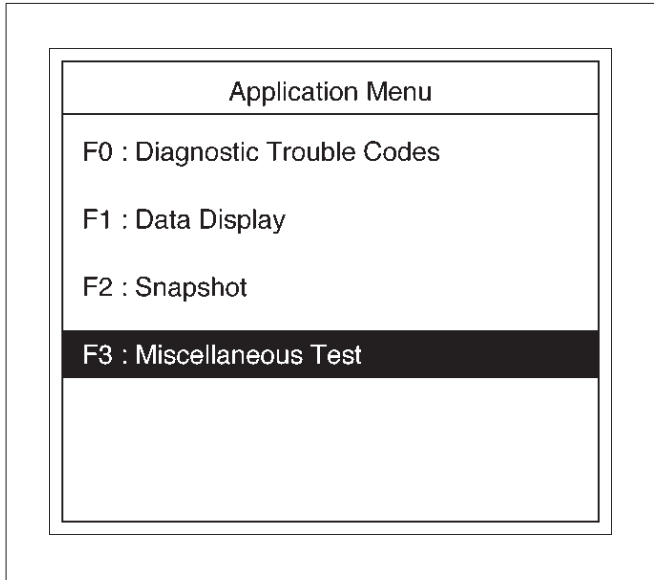 Application Menu
F0 : Diagnostic Trouble Codes
F1 : Data Display
F2 : Snapshot
F3 : Miscellaneous Test